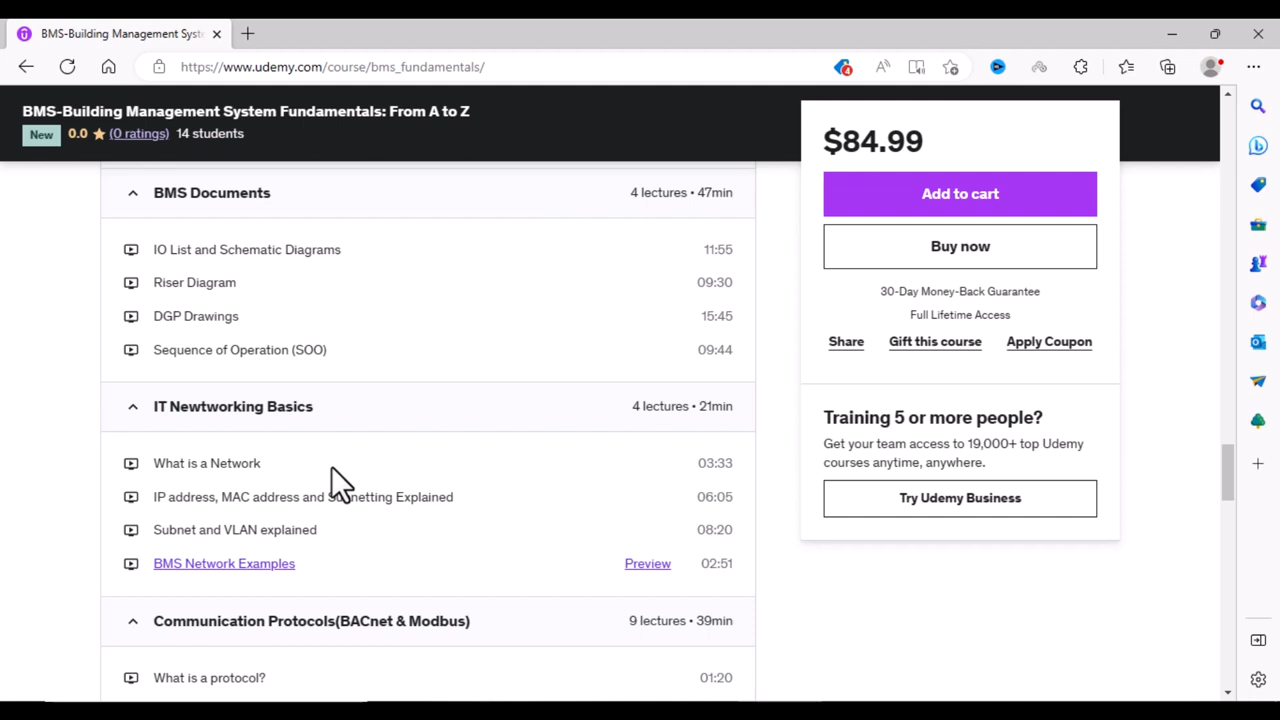 BMS-Building Management Syst
https://www.udemy.com/course/bms_fundamentals/
4
BMS-Building Management System Fundamentals: From A to Z
New 0.0 (0 ratings) 14 students
BMS Documents 4 lectures • 47min
IO List and Schematic Diagrams 11:55
Riser Diagram 09:30
DGP Drawings 15:45
Sequence of Operation (SOO) 09:44
IT Newtworking Basics 4 lectures • 21min
What is a Network 03:33
IP address, MAC address and Subnetting Explained 06:05
Subnet and VLAN explained 08:20
BMS Network Examples Preview 02:51
Communication Protocols(BACnet & Modbus) 9 lectures • 39min
What is a protocol? 01:20
$84.99
Add to cart
Buy now
30-Day Money-Back Guarantee
Full Lifetime Access
Share Gift this course Apply Coupon
Training 5 or more people?
Get your team access to 19,000+ top Udemy
courses anytime, anywhere.
Try Udemy Business